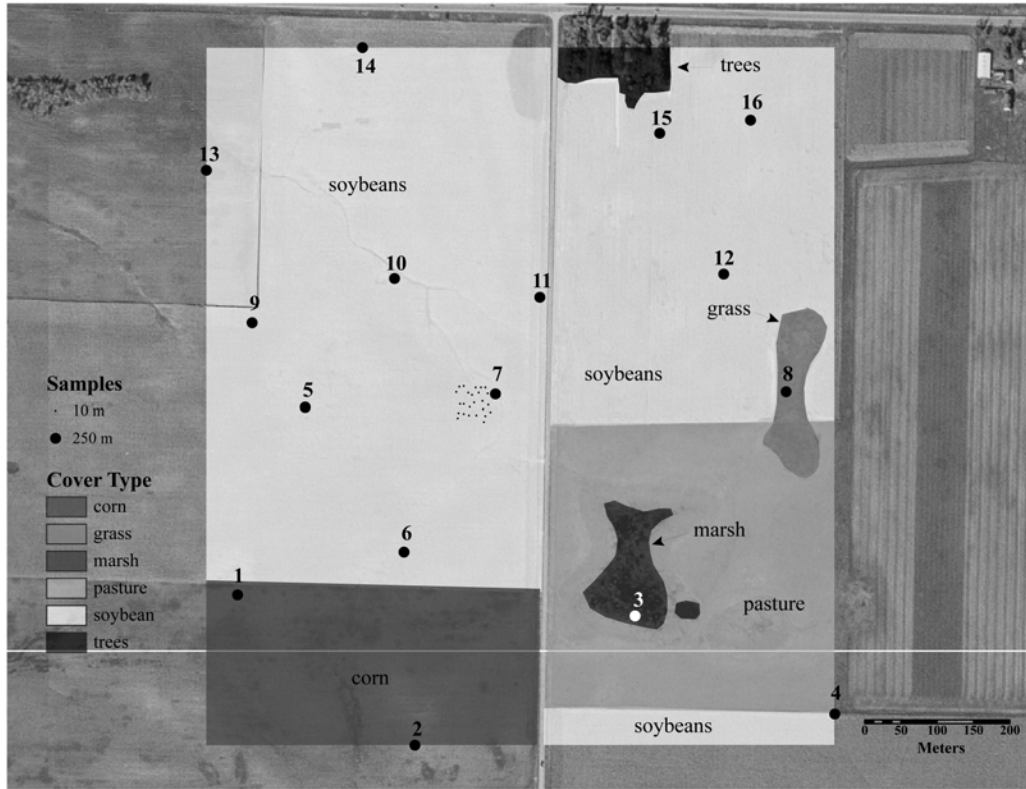 14
trees
16
15
13
soybeans
10
12
11
grass
9
7
soybeans
8
5
Samples
10 m
250 m
Cover Type
corn
grass
marsh
pasture
soybean
trees
6
marsh
1
3
pasture
corn
4
soybeans
2
0 50 100 150 200
Meters